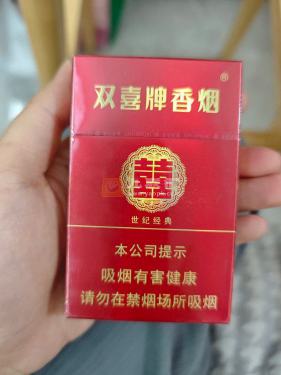 双喜牌香烟®
囍
世纪经典
本公司提示
吸烟有害健康
请勿在禁烟场所吸烟